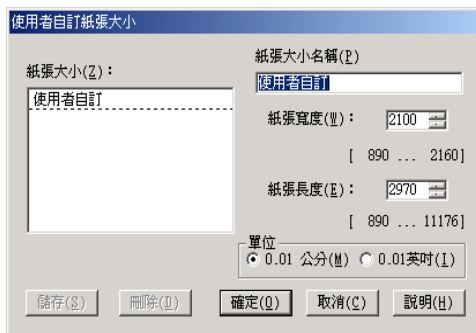 使用者自訂紙張大小
紙張大小(Z)：
使用者自訂
紙張大小名稱(P)
使用者自訂
紙張寬度(W)： 2100
[ 890 ... 2160]
紙張長度(E)： 2970
[ 890 ... 11176]
單位
0.01 公分(M) 0.01英吋(I)
儲存(S) 刪除(D) 確定(O) 取消(C) 說明(H)